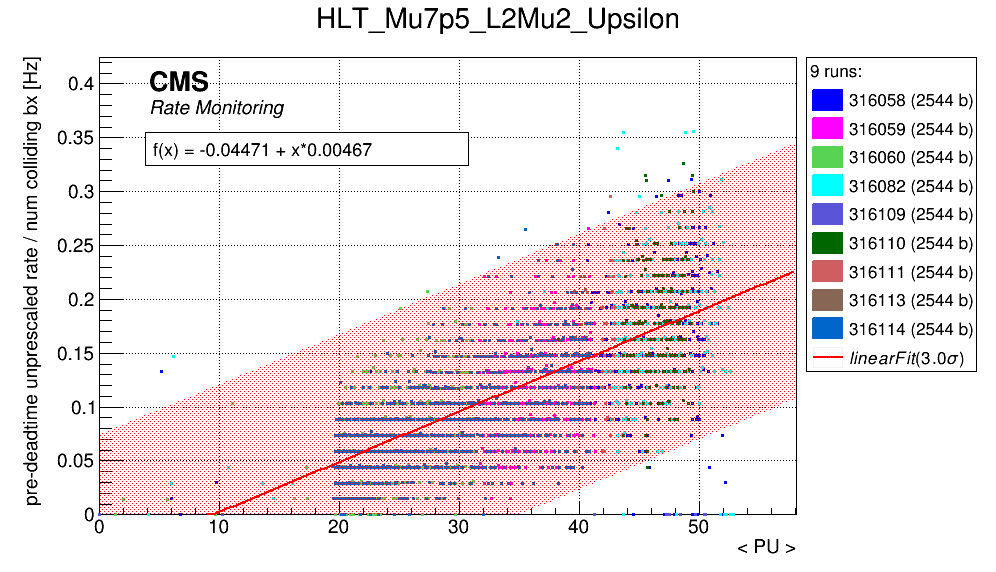 HLT_Mu7p5_L2Mu2_Upsilon
pre-deadtime unprescaled rate / num colliding bx [Hz]
CMS
Rate Monitoring
f(x) = -0.04471 + x*0.00467
0.4
0.35
0.3
0.25
0.2
0.15
0.1
0.05
0
0 10 20 30 40 50
< PU >
9 runs:
316058 (2544 b)
316059 (2544 b)
316060 (2544 b)
316082 (2544 b)
316109 (2544 b)
316110 (2544 b)
316111 (2544 b)
316113 (2544 b)
316114 (2544 b)
linearFit(3.0σ)